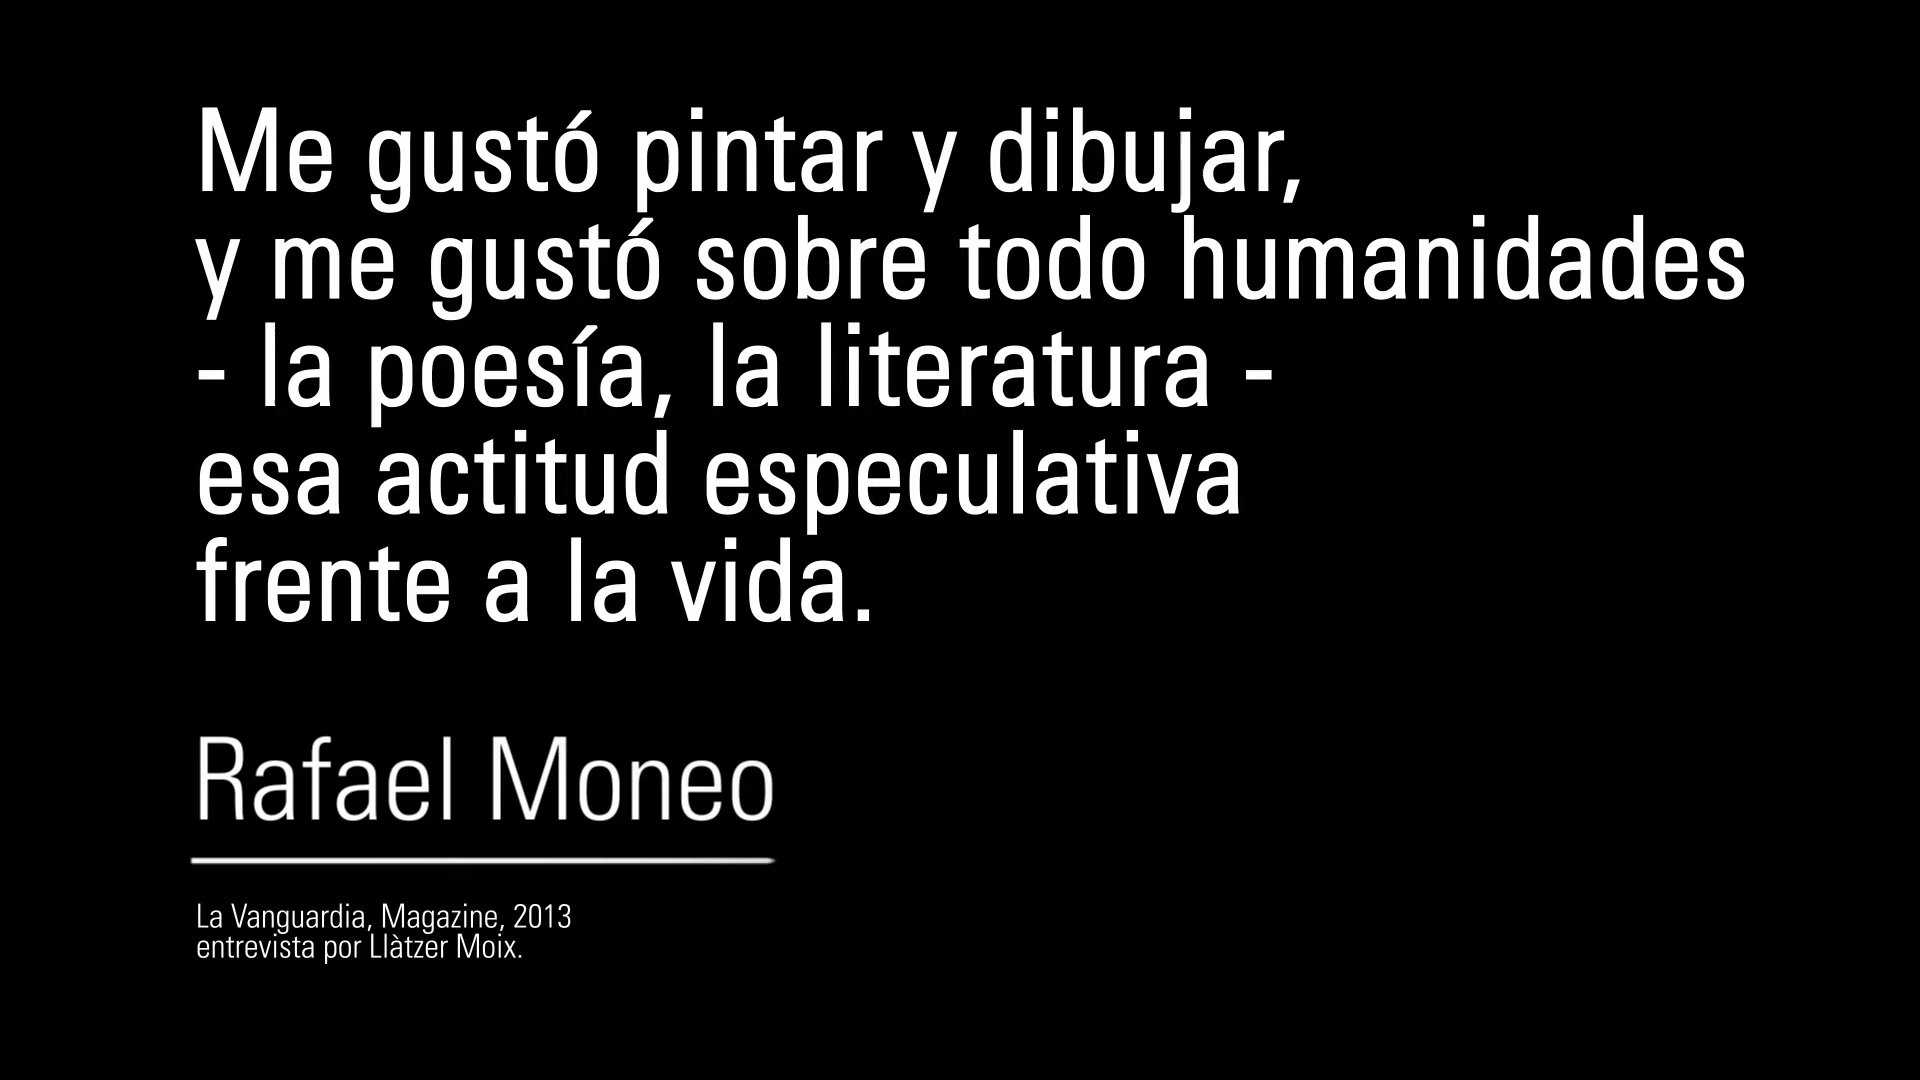 Me gustó pintar y dibujar,
y me gustó sobre todo humanidades
- la poesía, la literatura -
esa actitud especulativa
frente a la vida.
Rafael Moneo
La Vanguardia, Magazine, 2013
entrevista por Llàtzer Moix.